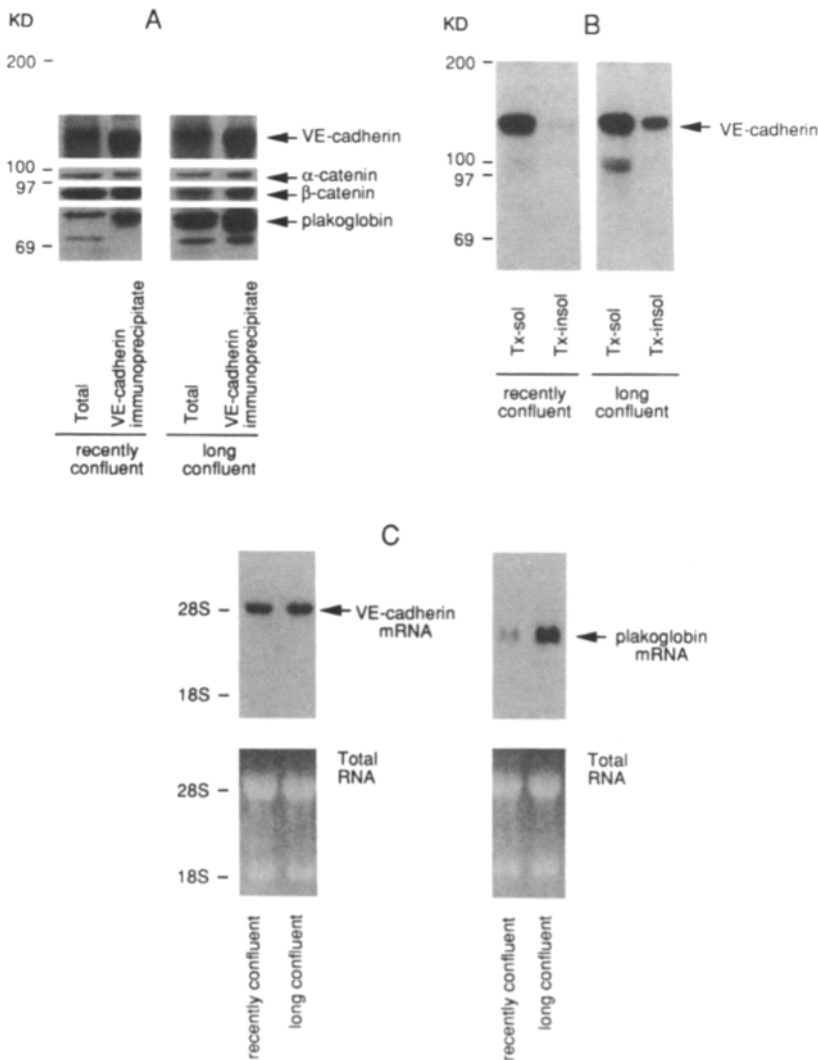 KD
A
200
VE-cadherin
100
α-catenin
97
β-catenin
plakoglobin
69
Total
VE-cadherin
immunoprecipitate
Total
VE-cadherin
immunoprecipitate
recently
confluent
long
confluent
KD
B
200
VE-cadherin
100
97
69
Tx-sol
Tx-insol
Tx-sol
Tx-insol
recently
confluent
long
confluent
C
28S
VE-cadherin
mRNA
18S
plakoglobin
mRNA
Total
RNA
28S
18S
Total
RNA
recently confluent
long confluent
recently confluent
long confluent